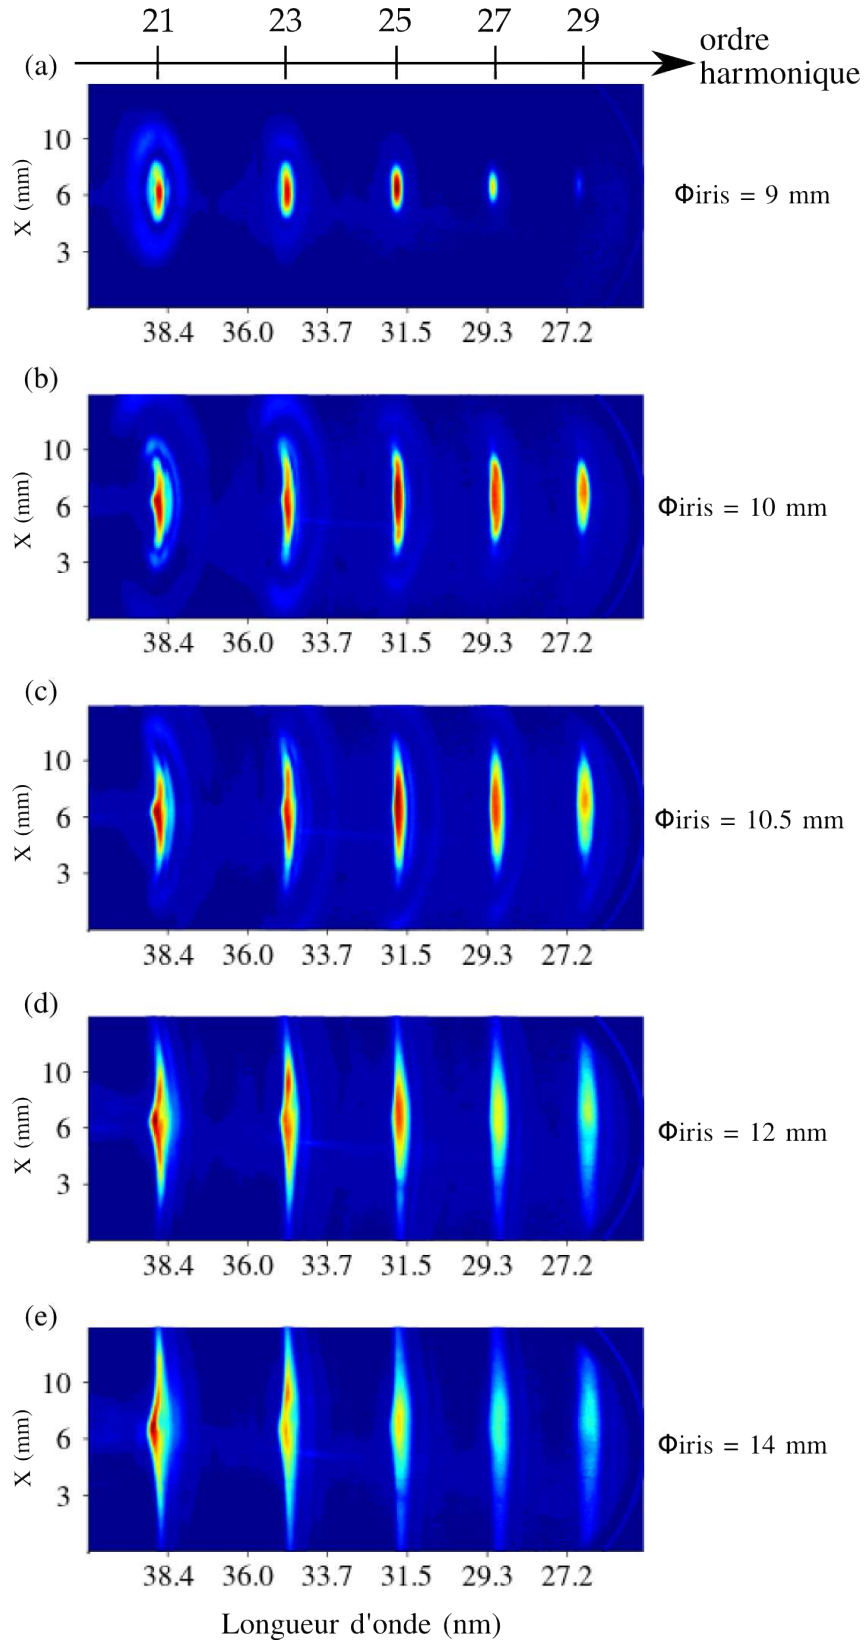 21 23 25 27 29
ordre
harmonique
(a)
10
6
3
X (mm)
Φiris = 9 mm
38.4 36.0 33.7 31.5 29.3 27.2
(b)
10
6
3
X (mm)
Φiris = 10 mm
38.4 36.0 33.7 31.5 29.3 27.2
(c)
10
6
3
X (mm)
Φiris = 10.5 mm
38.4 36.0 33.7 31.5 29.3 27.2
(d)
10
6
3
X (mm)
Φiris = 12 mm
38.4 36.0 33.7 31.5 29.3 27.2
(e)
10
6
3
X (mm)
Φiris = 14 mm
38.4 36.0 33.7 31.5 29.3 27.2
Longueur d'onde (nm)